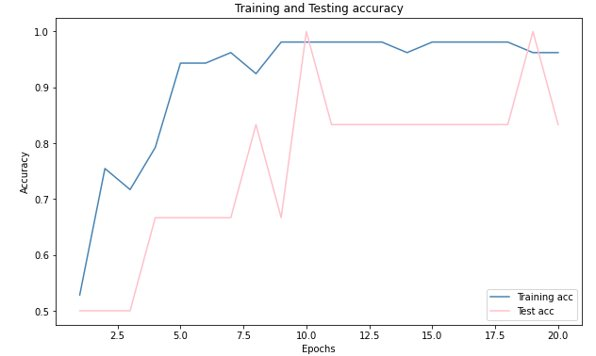 Training and Testing accuracy
1.0
0.9
0.8
0.7
0.6
0.5
Accuracy
2.5 5.0 7.5 10.0 12.5 15.0 17.5 20.0
Epochs
Training acc
Test acc